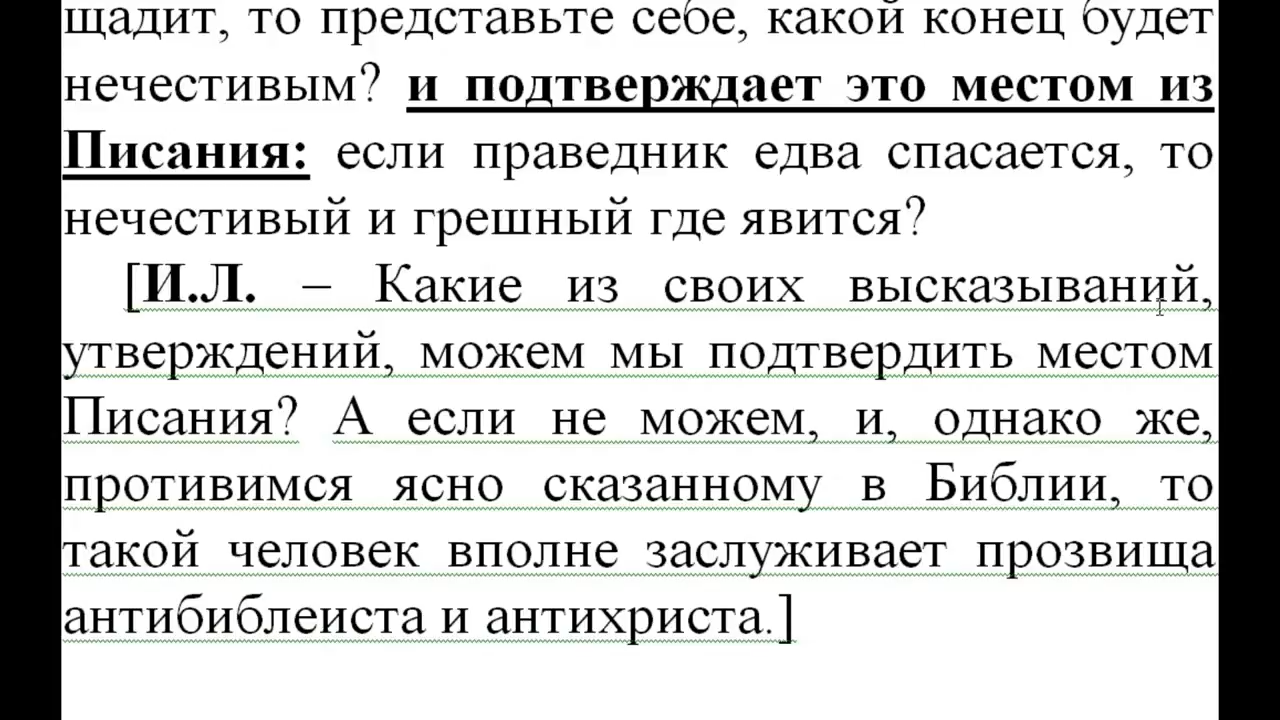 щадит, то представьте себе, какой конец будет
нечестивым? и подтверждает это местом из
Писания: если праведник едва спасается, то
нечестивый и грешный где явится?
[И.Л. – Какие из своих высказываний,
утверждений, можем мы подтвердить местом
Писания? А если не можем, и, однако же,
противимся ясно сказанному в Библии, то
такой человек вполне заслуживает прозвища
антибиблеиста и антихриста.]